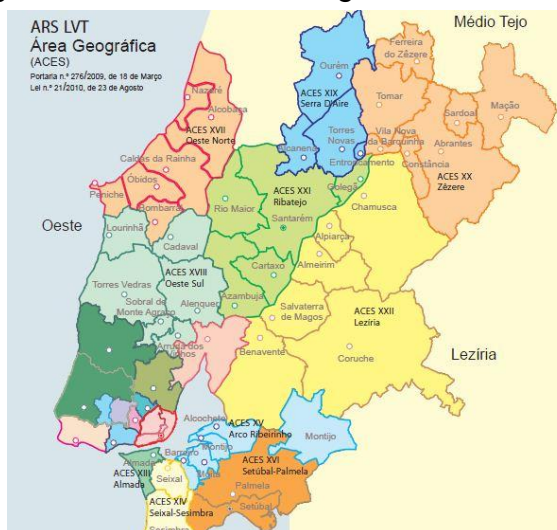 ARS LVT
Área Geográfica
(ACES)
Portaria n.º 276/2009, de 18 de Março
Lei n.º 21/2010, de 23 de Agosto
Médio Tejo
Ferreira
do Zêzere
Ourém
ACES XIX
Serra D'Aire
Tomar
Sardoal
Mação
Nazaré
Alcobaça
ACES XVII
Oeste Norte
Torres
Novas
Vila Nova
da Barquinha
Abrantes
Alcanena
Entroncamento
Constância
ACES XX
Zêzere
Caldas da Rainha
Óbidos
Peniche
Bombarral
ACES XXI
Ribatejo
Golegã
Chamusca
Rio Maior
Santarém
Oeste
Lourinhã
Cadaval
Alpiarça
Almeirim
ACES XVIII
Oeste Sul
Cartaxo
Torres Vedras
Azambuja
Sobral de
Monte Agraço
Alenquer
Salvaterra
de Magos
ACES XXII
Lezíria
Arruda dos
Vinhos
Benavente
Coruche
Lezíria
Alcochete
ACES XV
Arco Ribeirinho
Montijo
Montijo
Almada
Barreiro
Moita
ACES XIII
Almada
Seixal
ACES XVI
Setúbal-Palmela
Palmela
ACES XIV
Seixal-Sesimbra
Setúbal
Sesimbra